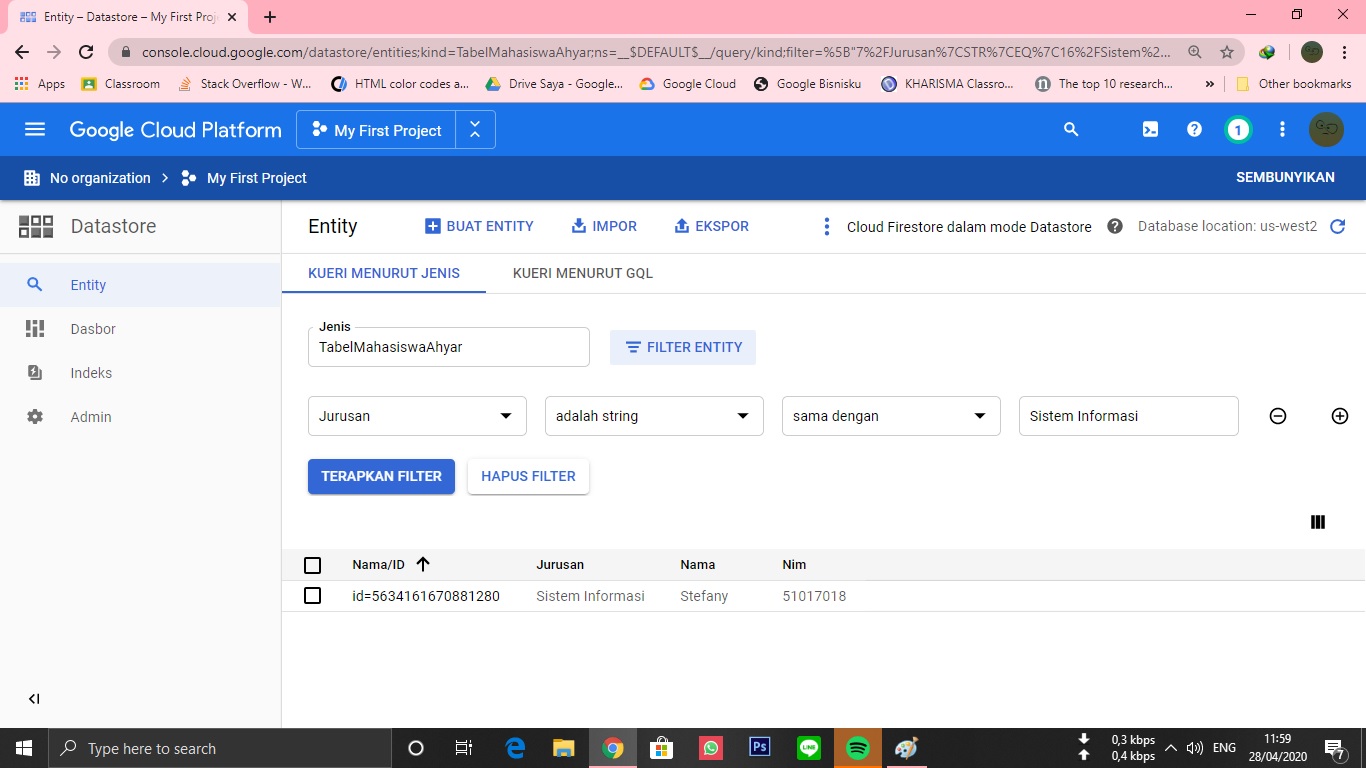 Entity – Datastore – My First Proj
console.cloud.google.com/datastore/entities;kind=TabelMahasiswaAhyar;ns=__$DEFAULT$__/query/kind;filter=%5B"7%2FJurusan%7CSTR%7CEQ%7C16%2FSistem%2...
Apps Classroom Stack Overflow - W... HTML color codes a... Drive Saya - Google... Google Cloud Google Bisnisku KHARISMA Classro... The top 10 research... » Other bookmarks
Google Cloud Platform My First Project 1
No organization My First Project SEMBUNYIKAN
Datastore
Entity
Dasbor
Indeks
Admin
Entity BUAT ENTITY IMPOR EKSPOR Cloud Firestore dalam mode Datastore Database location: us-west2
KUERI MENURUT JENIS KUERI MENURUT GQL
Jenis
TabelMahasiswaAhyar FILTER ENTITY
Jurusan adalah string sama dengan Sistem Informasi
TERAPKAN FILTER HAPUS FILTER
Nama/ID Jurusan Nama Nim
id=5634161670881280 Sistem Informasi Stefany 51017018
Type here to search
Ps
LINE
0,3 kbps
0,4 kbps
ENG
11:59
28/04/2020
7